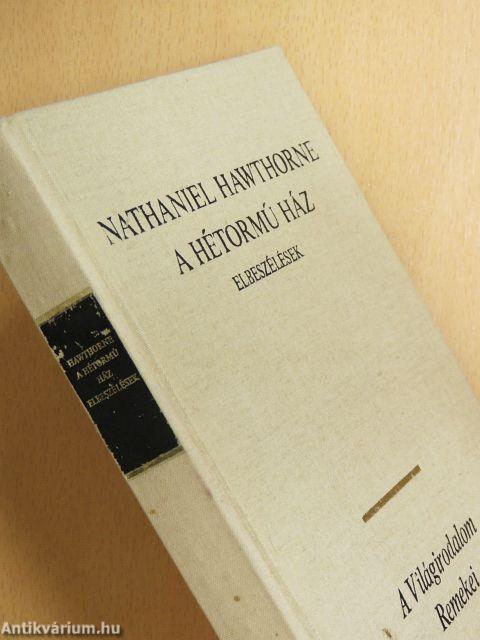 NATHANIEL HAWTHORNE
A HÉTORMÚ HÁZ
ELBESZÉLÉSEK
HAWTHORNE
A HÉTORMÚ
HÁZ
ELBESZÉLÉSEK
A Világirodalom
Remekei
Antikvárium.hu